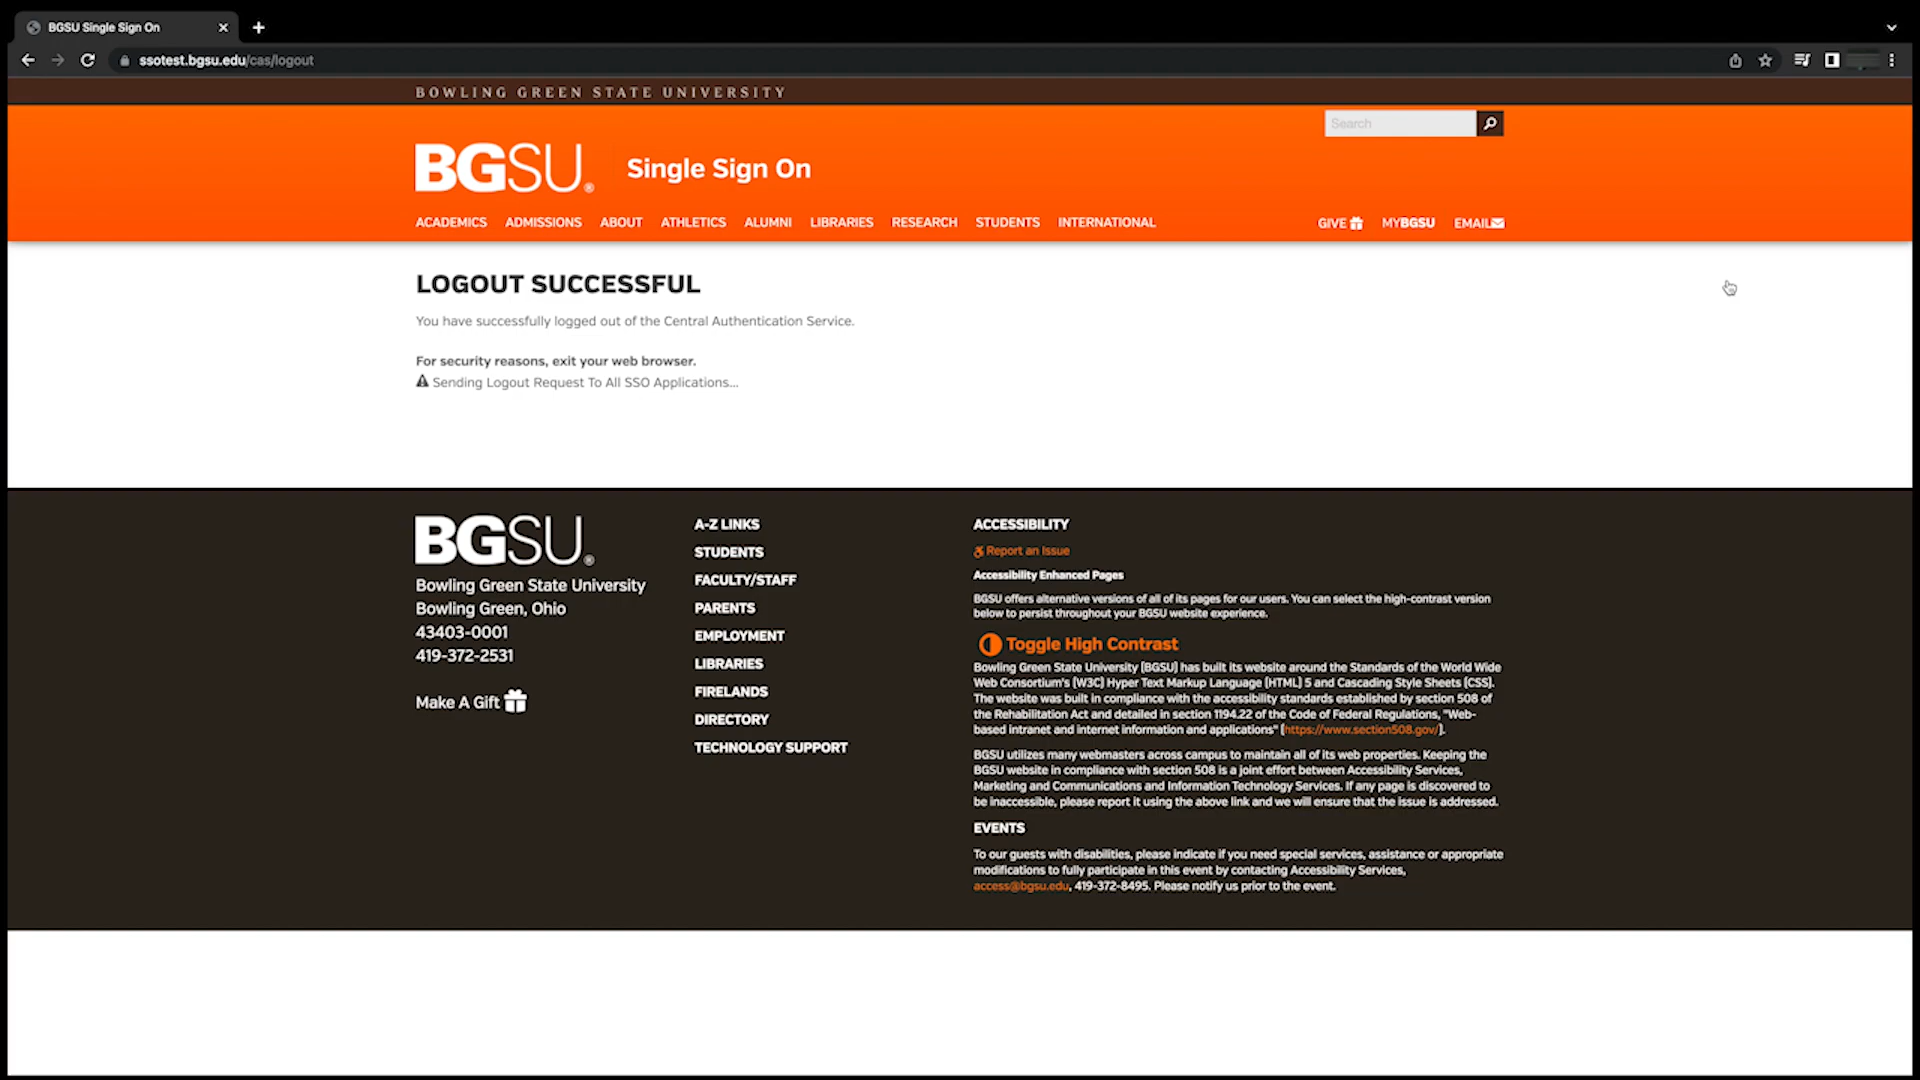 BGSU Single Sign On
ssotest.bgsu.edu/cas/logout
BOWLING GREEN STATE UNIVERSITY
Search
BGSU® Single Sign On
ACADEMICS ADMISSIONS ABOUT ATHLETICS ALUMNI LIBRARIES RESEARCH STUDENTS INTERNATIONAL GIVE MYBGSU EMAIL
LOGOUT SUCCESSFUL
You have successfully logged out of the Central Authentication Service.
For security reasons, exit your web browser.
Sending Logout Request To All SSO Applications...
BGSU®
Bowling Green State University
Bowling Green, Ohio
43403-0001
419-372-2531
Make A Gift
A-Z LINKS
STUDENTS
FACULTY/STAFF
PARENTS
EMPLOYMENT
LIBRARIES
FIRELANDS
DIRECTORY
TECHNOLOGY SUPPORT
ACCESSIBILITY
Report an Issue
Accessibility Enhanced Pages
BGSU offers alternative versions of all of its pages for our users. You can select the high-contrast version
below to persist throughout your BGSU website experience.
Toggle High Contrast
Bowling Green State University (BGSU) has built its website around the Standards of the World Wide
Web Consortium's (W3C) Hyper Text Markup Language (HTML) 5 and Cascading Style Sheets (CSS).
The website was built in compliance with the accessibility standards established by section 508 of
the Rehabilitation Act and detailed in section 1194.22 of the Code of Federal Regulations, "Web-
based intranet and internet information and applications" (https://www.section508.gov/).
BGSU utilizes many webmasters across campus to maintain all of its web properties. Keeping the
BGSU website in compliance with section 508 is a joint effort between Accessibility Services,
Marketing and Communications and Information Technology Services. If any page is discovered to
be inaccessible, please report it using the above link and we will ensure that the issue is addressed.
EVENTS
To our guests with disabilities, please indicate if you need special services, assistance or appropriate
modifications to fully participate in this event by contacting Accessibility Services,
access@bgsu.edu, 419-372-8495. Please notify us prior to the event.